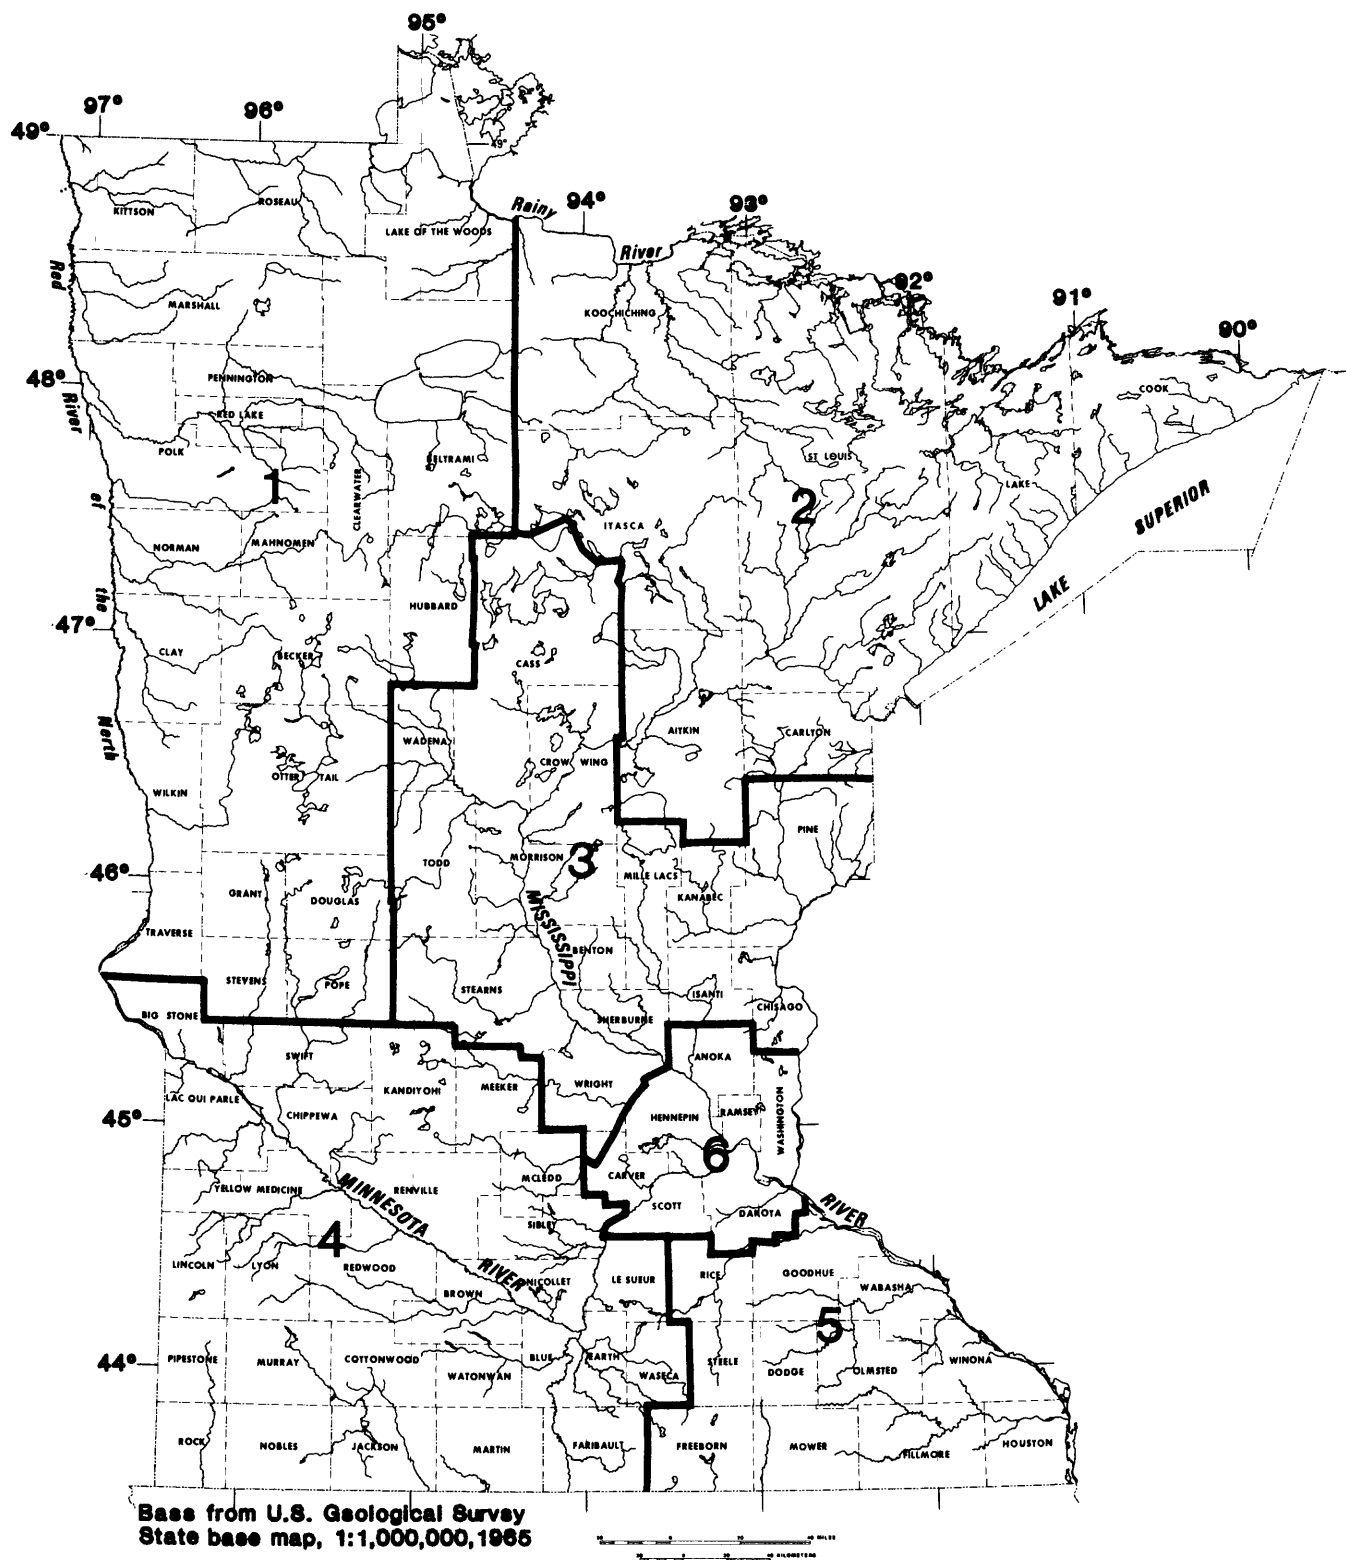 95°
97°
96°
49°
49°
KITTSON
ROSEAU
LAKE OF THE WOODS
Rainy
94°
93°
River
92°
91°
90°
Red
River
of
the
North
MARSHALL
KOOCHICHING
48°
PENNINGTON
RED LAKE
COOK
POLK
BELTRAMI
CLEARWATER
ST LOUIS
LAKE
1
2
ITASCA
LAKE SUPERIOR
NORMAN
MAHNOMEN
HUBBARD
47°
CLAY
BECKER
CASS
AITKIN
CARLTON
WADENA
CROW WING
OTTER TAIL
WILKIN
PINE
TODD
MORRISON
3
MILLE LACS
KANABEC
46°
GRANT
DOUGLAS
MISSISSIPPI
TRAVERSE
BENTON
STEVENS
POPE
STEARNS
ISANTI
CHISAGO
BIG STONE
SHERBURNE
SWIFT
ANOKA
LAC QUI PARLE
KANDIYOHI
MEEKER
WRIGHT
45°
CHIPPEWA
HENNEPIN
RAMSEY
WASHINGTON
6
YELLOW MEDICINE
MINNESOTA
RENVILLE
MCLEOD
CARVER
SCOTT
DAKOTA
RIVER
SIBLEY
4
LINCOLN
LYON
REDWOOD
RIVER
NICOLLET
LE SUEUR
RICE
GOODHUE
WABASHA
BROWN
5
44°
PIPESTONE
MURRAY
COTTONWOOD
WATONWAN
BLUE EARTH
WASECA
STEELE
DODGE
OLMSTED
WINONA
ROCK
NOBLES
JACKSON
MARTIN
FARIBAULT
FREEBORN
MOWER
FILLMORE
HOUSTON
Bass from U.S. Gsological Survsy
Stats bass map, 1:1,000,000,1965